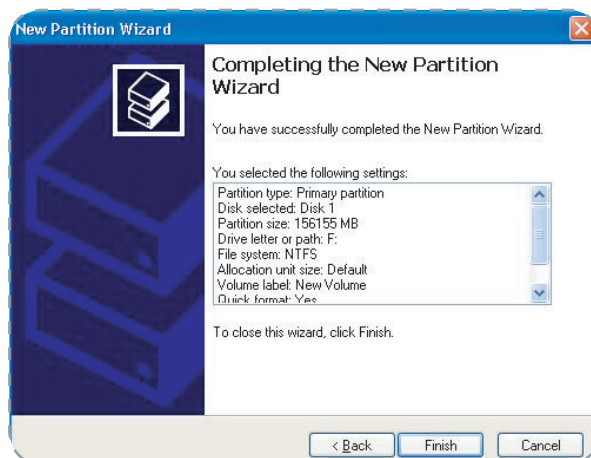 New Partition Wizard
Completing the New Partition
Wizard
You have successfully completed the New Partition Wizard.
You selected the following settings:
Partition type: Primary partition
Disk selected: Disk 1
Partition size: 156155 MB
Drive letter or path: F:
File system: NTFS
Allocation unit size: Default
Volume label: New Volume
Quick format: Yes
To close this wizard, click Finish.
< Back
Finish
Cancel